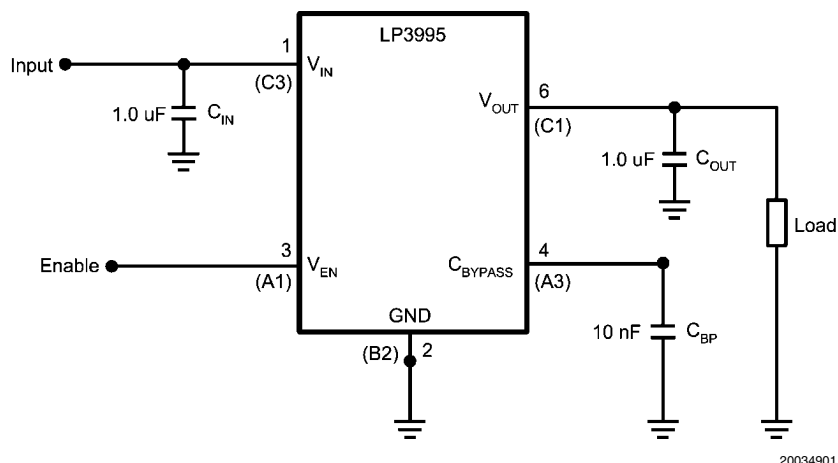 LP3995
Input
1
V_IN
(C3)
1.0 uF
C_IN
6
V_OUT
(C1)
1.0 uF
C_OUT
Load
Enable
3
V_EN
(A1)
4
C_BYPASS
(A3)
GND
10 nF
C_BP
(B2)
2
20034901